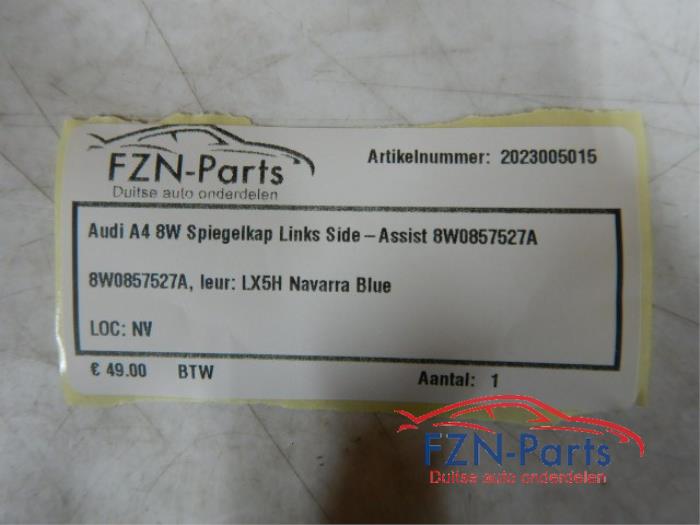 FZN-Parts
Duitse auto onderdelen
Artikelnummer: 2023005015
Audi A4 8W Spiegelkap Links Side-Assist 8W0857527A
8W0857527A, leur: LX5H Navarra Blue
LOC: NV
€ 49.00 BTW
Aantal: 1
FZN-Parts
Duitse auto onderdelen